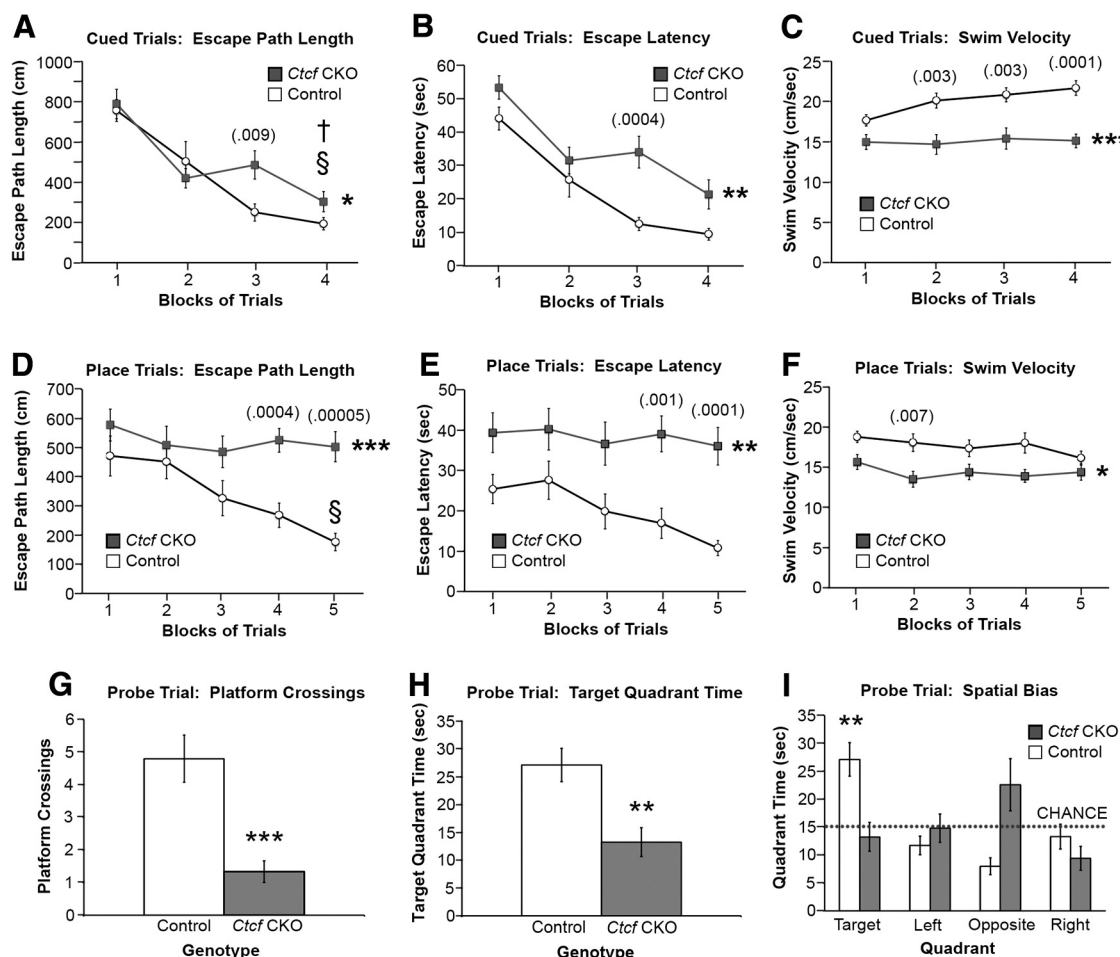 A
Cued Trials: Escape Path Length
Escape Path Length (cm)
1000
800
600
400
200
0
Ctcf CKO
Control
(.009)
†
§
*
1 2 3 4
Blocks of Trials
B
Cued Trials: Escape Latency
Escape Latency (sec)
60
50
40
30
20
10
0
Ctcf CKO
Control
(.0004)
**
1 2 3 4
Blocks of Trials
C
Cued Trials: Swim Velocity
Swim Velocity (cm/sec)
25
20
15
10
5
0
(.003) (.003) (.0001)
***
Ctcf CKO
Control
1 2 3 4
Blocks of Trials
D
Place Trials: Escape Path Length
Escape Path Length (cm)
700
600
500
400
300
200
100
0
(.0004) (.00005)
***
§
Ctcf CKO
Control
1 2 3 4 5
Blocks of Trials
E
Place Trials: Escape Latency
Escape Latency (sec)
50
40
30
20
10
0
(.001) (.0001)
**
Ctcf CKO
Control
1 2 3 4 5
Blocks of Trials
F
Place Trials: Swim Velocity
Swim Velocity (cm/sec)
25
20
15
10
5
0
(.007)
*
Ctcf CKO
Control
1 2 3 4 5
Blocks of Trials
G
Probe Trial: Platform Crossings
Platform Crossings
6
5
4
3
2
1
0
***
Control Ctcf CKO
Genotype
H
Probe Trial: Target Quadrant Time
Target Quadrant Time (sec)
35
30
25
20
15
10
5
0
**
Control Ctcf CKO
Genotype
I
Probe Trial: Spatial Bias
Quadrant Time (sec)
35
30
25
20
15
10
5
0
**
Ctcf CKO
Control
CHANCE
Target Left Opposite Right
Quadrant